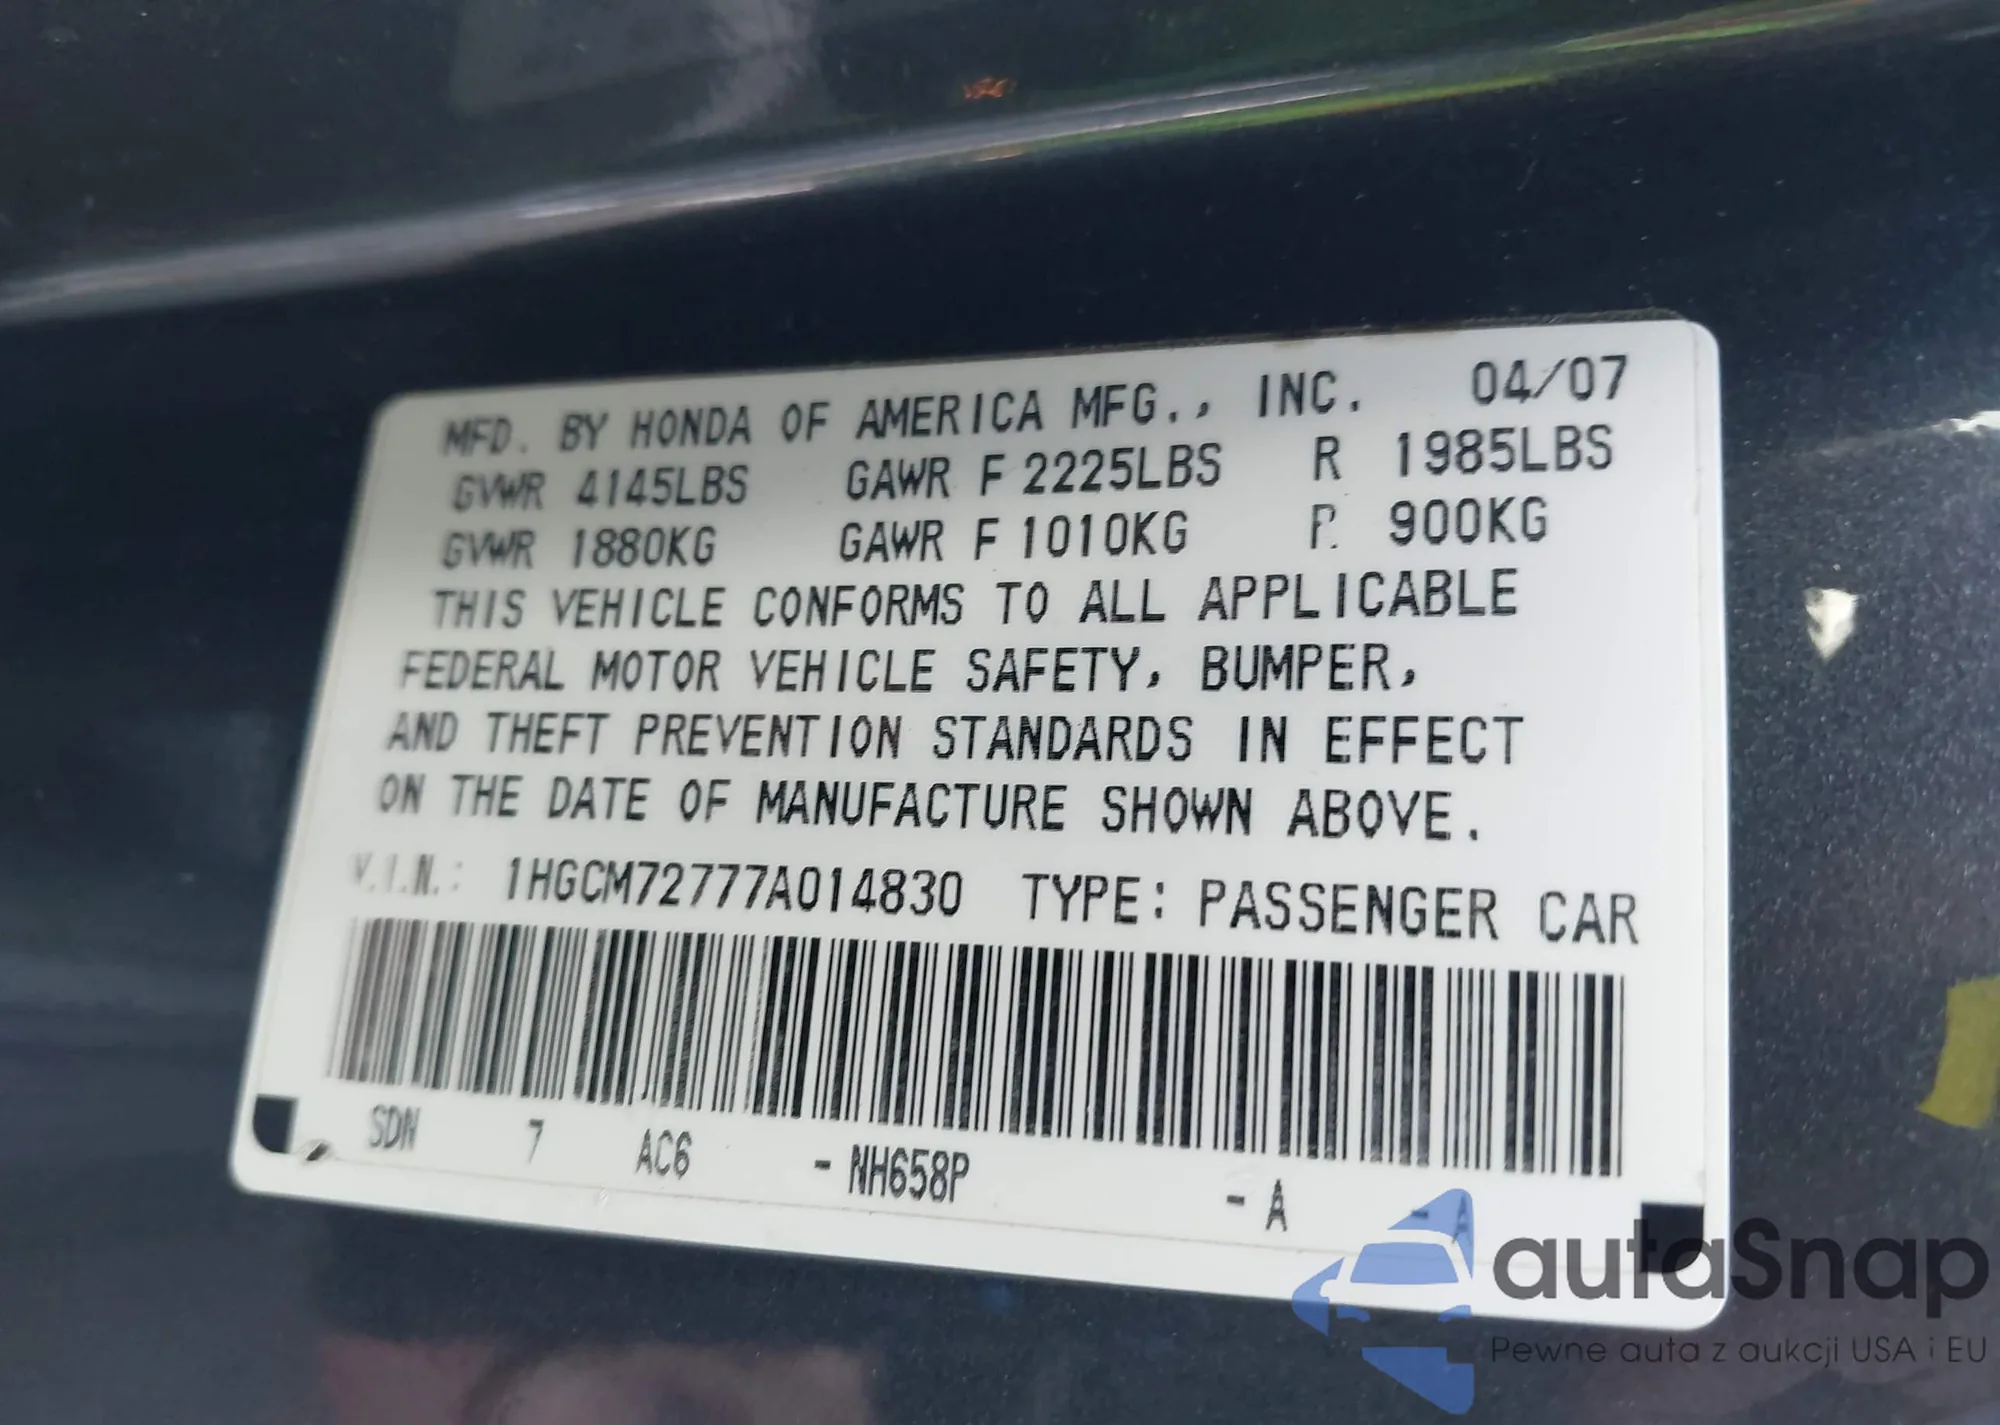 MFD. BY HONDA OF AMERICA MFG., INC. 04/07
GVWR 4145LBS GAWR F 2225LBS R 1985LBS
GVWR 1880KG GAWR F 1010KG R 900KG
THIS VEHICLE CONFORMS TO ALL APPLICABLE
FEDERAL MOTOR VEHICLE SAFETY, BUMPER,
AND THEFT PREVENTION STANDARDS IN EFFECT
ON THE DATE OF MANUFACTURE SHOWN ABOVE.
V.I.N.: 1HGCM72777A014830 TYPE: PASSENGER CAR
SDN 7 AC6 - NH658P - A - A
autaSnap
Pewne auta z aukcji USA i EU